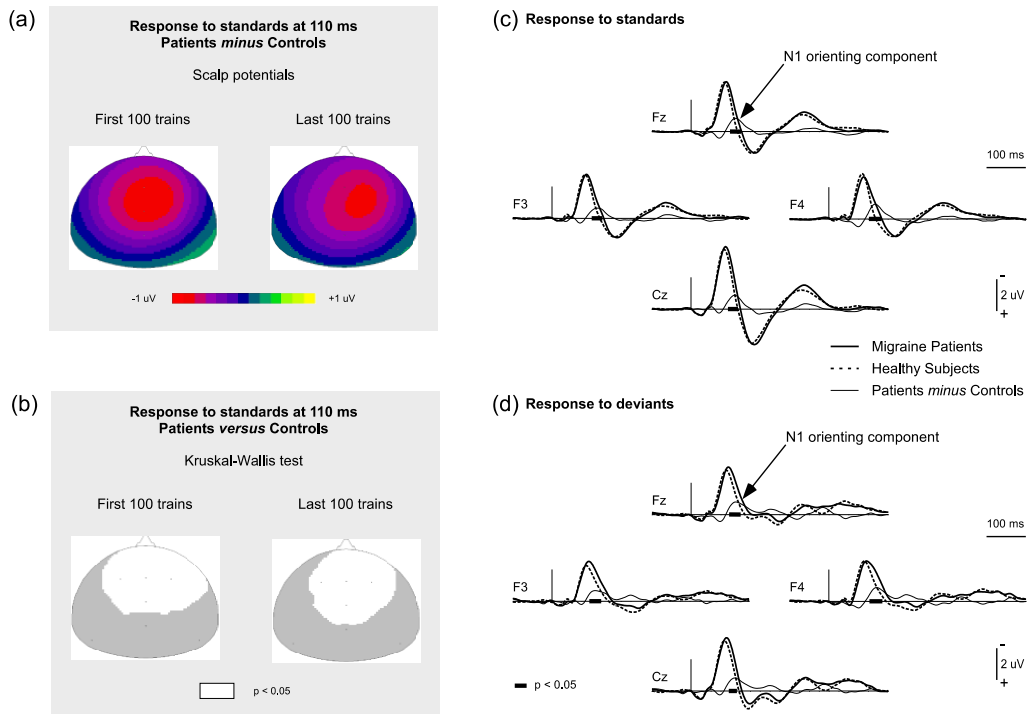 (a)
Response to standards at 110 ms
Patients minus Controls
Scalp potentials
First 100 trains
Last 100 trains
-1 uV
+1 uV
(b)
Response to standards at 110 ms
Patients versus Controls
Kruskal-Wallis test
First 100 trains
Last 100 trains
p < 0.05
(c) Response to standards
N1 orienting component
Fz
100 ms
F3
F4
Cz
-
2 uV
+
Migraine Patients
Healthy Subjects
Patients minus Controls
(d) Response to deviants
N1 orienting component
Fz
100 ms
F3
F4
Cz
-
2 uV
+
p < 0.05